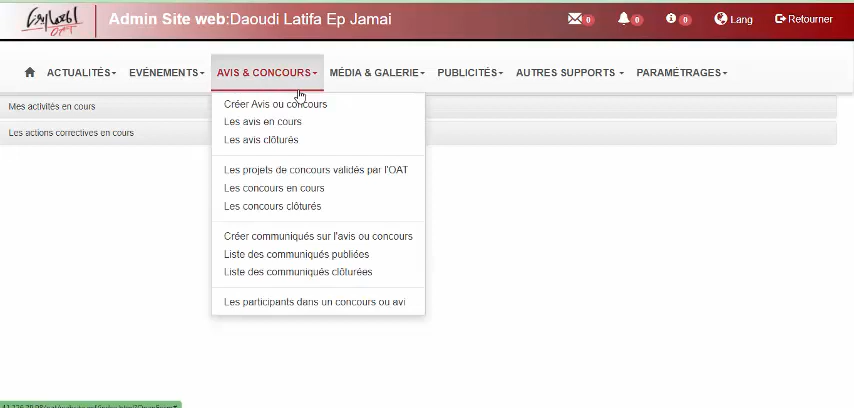 OAT
Admin Site web:Daoudi Latifa Ep Jamai
0 0 0 Lang Retourner
ACTUALITÉS EVÉNEMENTS AVIS & CONCOURS MÉDIA & GALERIE PUBLICITÉS AUTRES SUPPORTS PARAMÉTRAGES
Mes activités en cours
Les actions correctives en cours
Créer Avis ou concours
Les avis en cours
Les avis clôturés
Les projets de concours validés par l'OAT
Les concours en cours
Les concours clôturés
Créer communiqués sur l'avis ou concours
Liste des communiqués publiées
Liste des communiqués clôturées
Les participants dans un concours ou avi